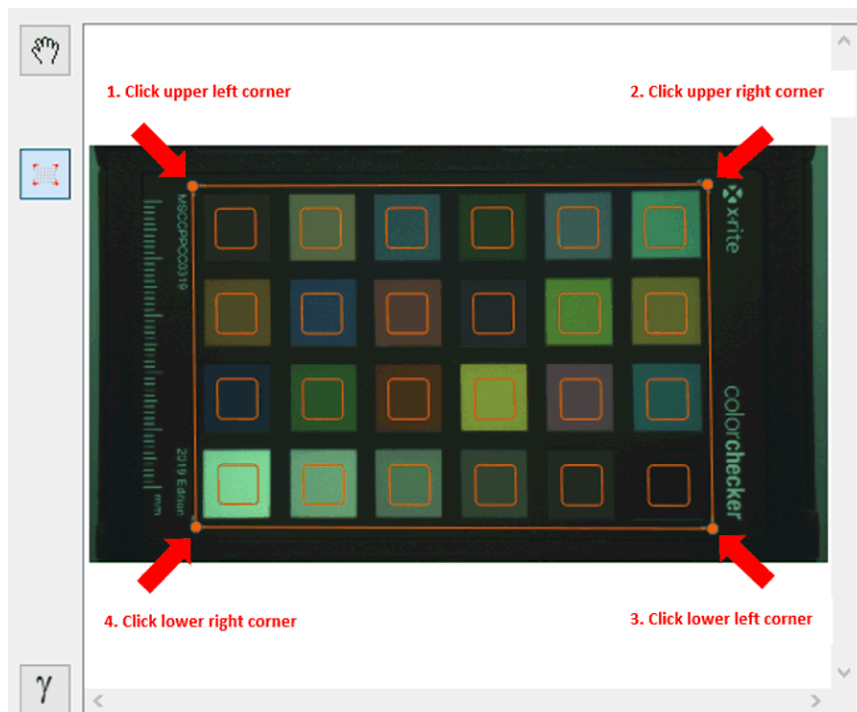 1. Click upper left corner
2. Click upper right corner
MSCCPPCC0319
x-rite
colorchecker
2019 Edition
mm
4. Click lower right corner
3. Click lower left corner
γ